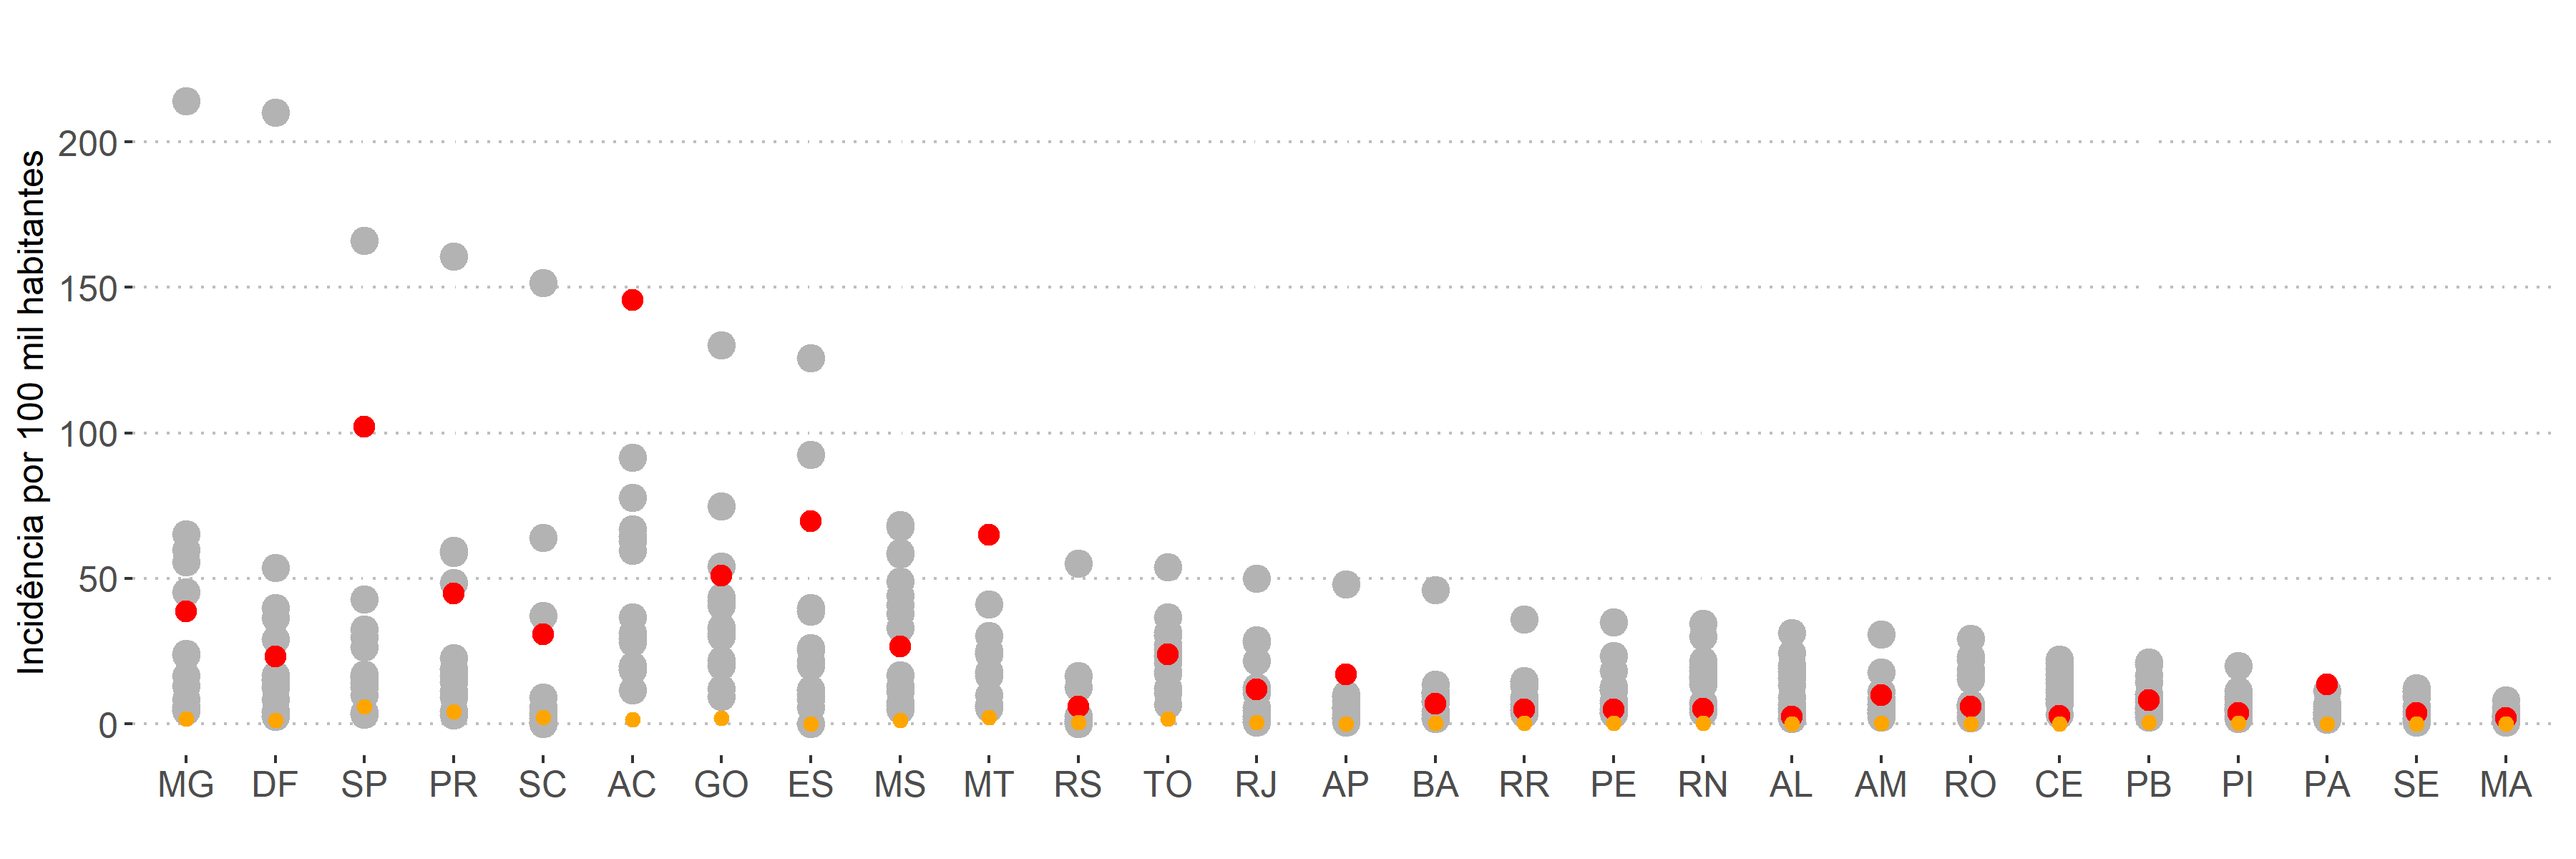 Incidência por 100 mil habitantes
200
150
100
50
0
MG DF SP PR SC AC GO ES MS MT RS TO RJ AP BA RR PE RN AL AM RO CE PB PI PA SE MA